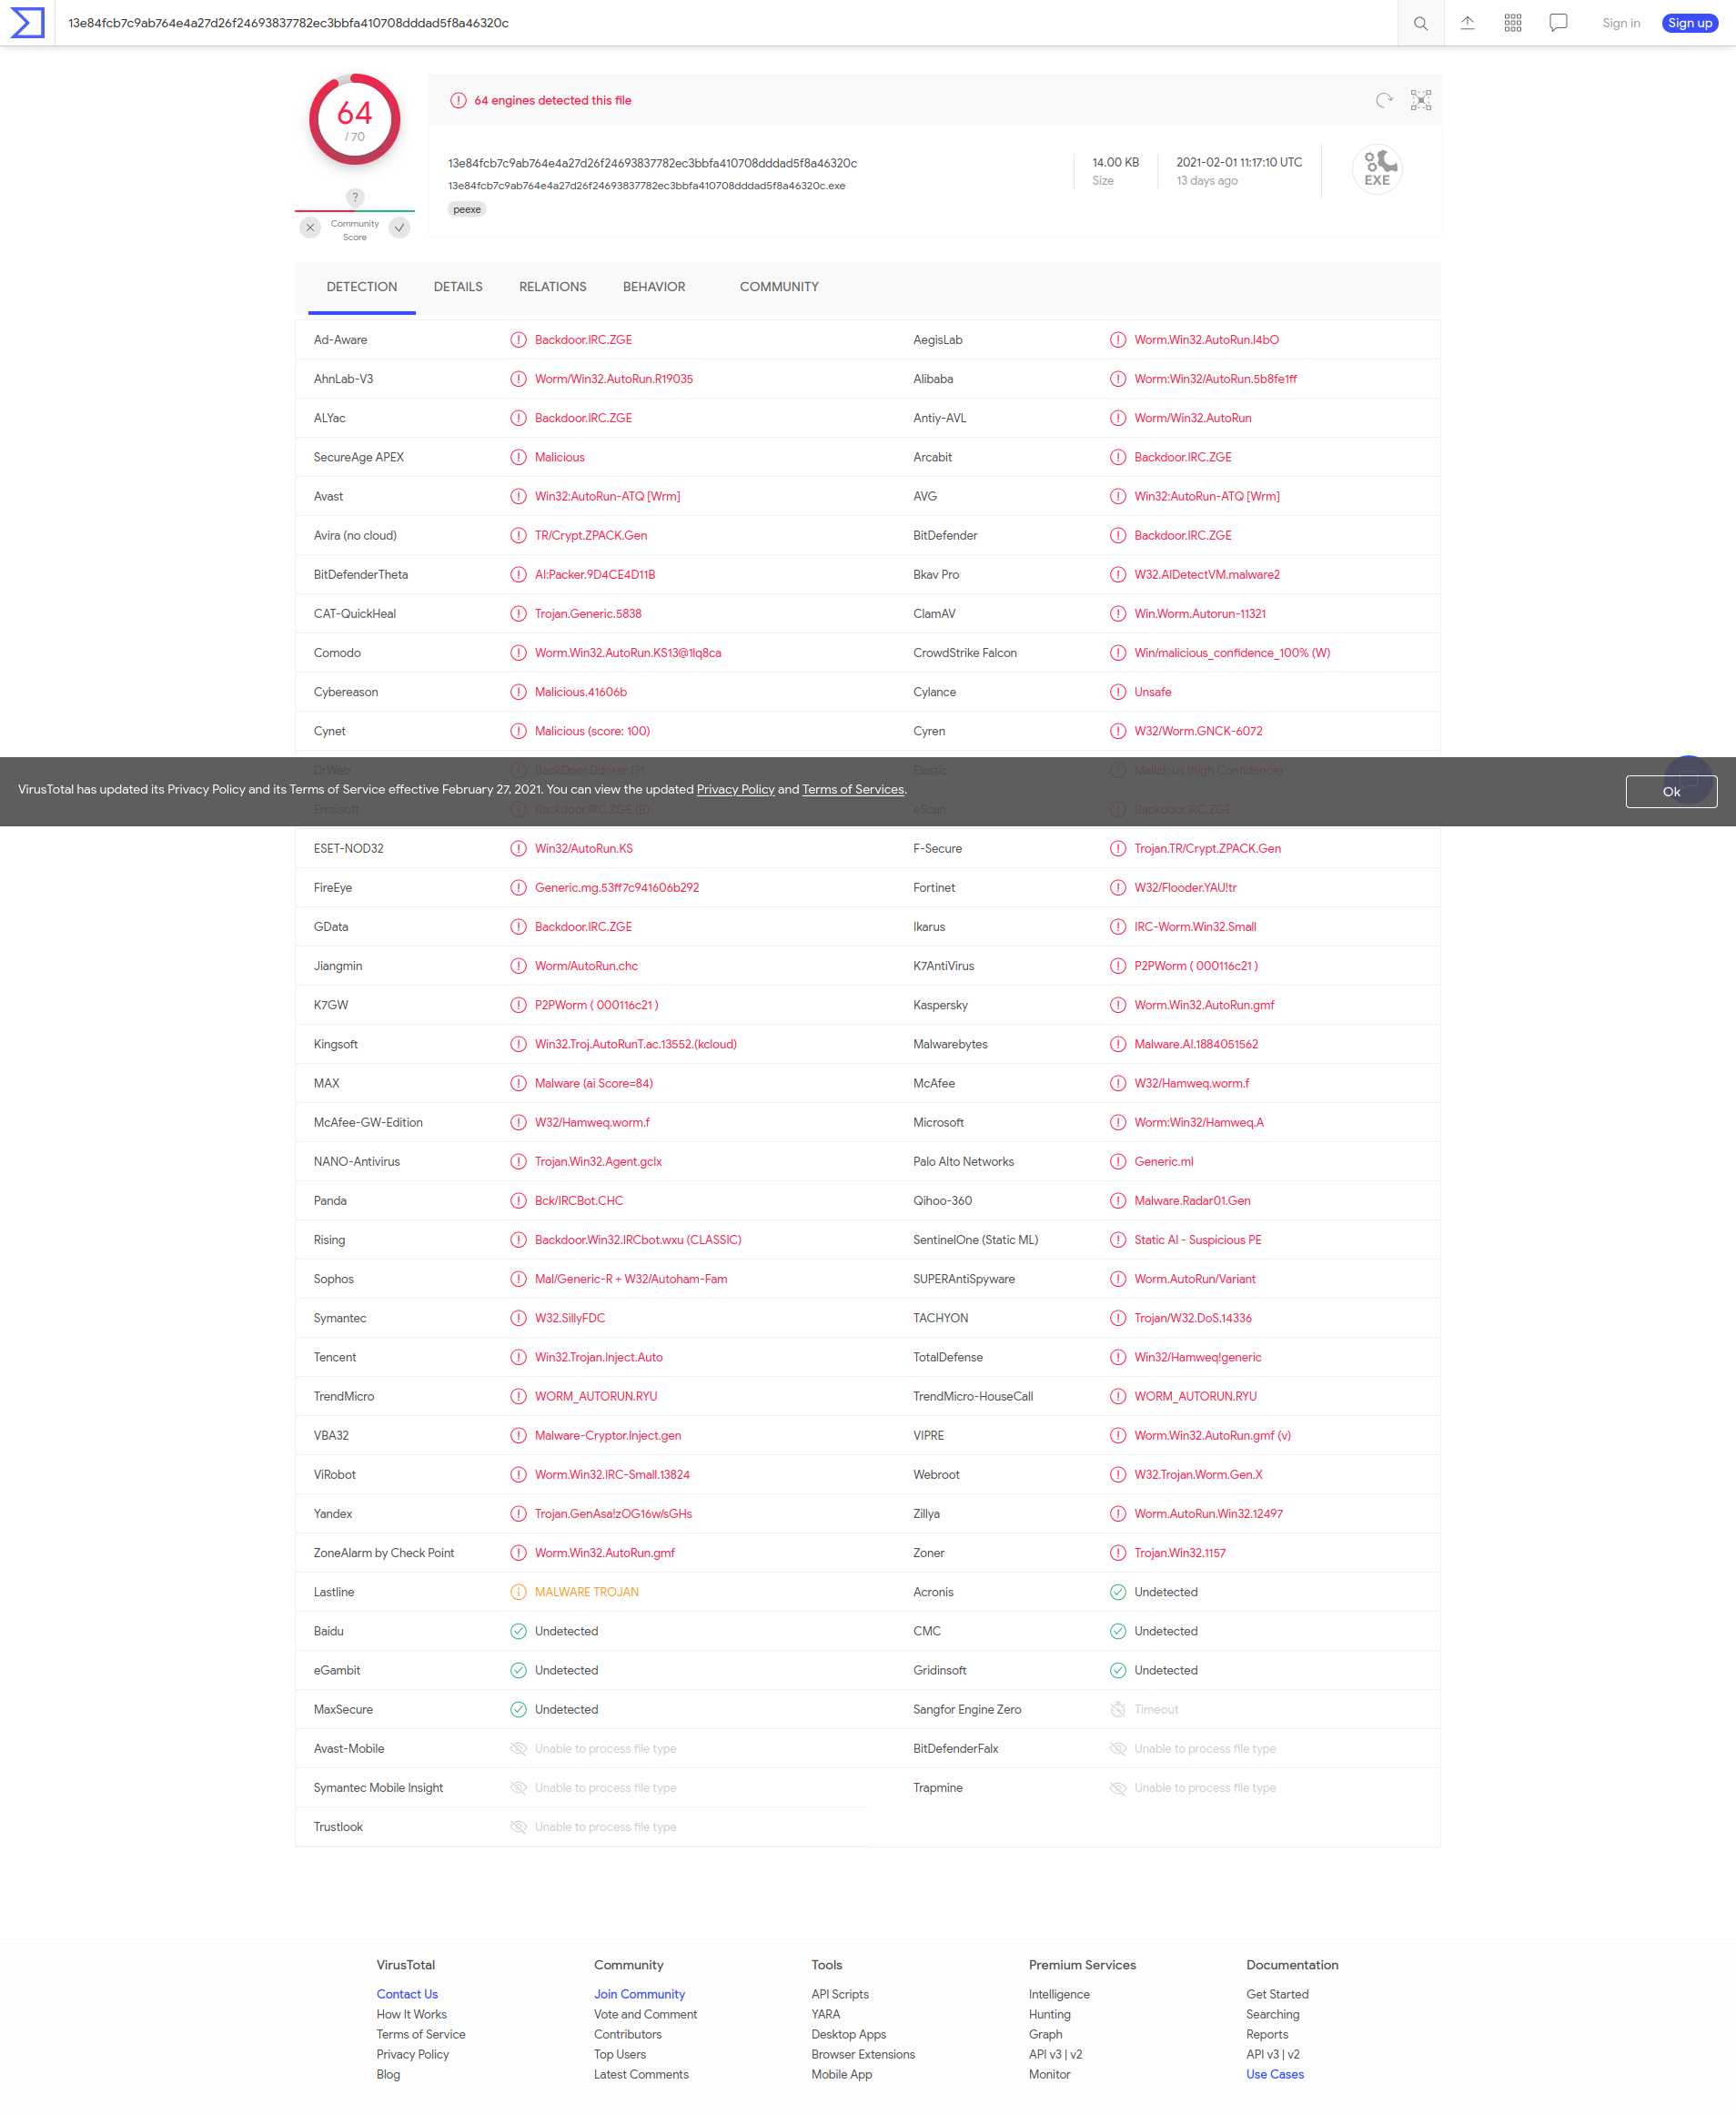 13e84fcb7c9ab764e4a27d26f24693837782ec3bbfa410708dddad5f8a46320c
Sign in
Sign up
64
/ 70
64 engines detected this file
13e84fcb7c9ab764e4a27d26f24693837782ec3bbfa410708dddad5f8a46320c
13e84fcb7c9ab764e4a27d26f24693837782ec3bbfa410708dddad5f8a46320c.exe
peexe
14.00 KB
Size
2021-02-01 11:17:10 UTC
13 days ago
EXE
?
Community
Score
DETECTION DETAILS RELATIONS BEHAVIOR COMMUNITY
Ad-Aware Backdoor.IRC.ZGE AegisLab Worm.Win32.AutoRun.l4bO
AhnLab-V3 Worm/Win32.AutoRun.R19035 Alibaba Worm:Win32/AutoRun.5b8fe1ff
ALYac Backdoor.IRC.ZGE Antiy-AVL Worm/Win32.AutoRun
SecureAge APEX Malicious Arcabit Backdoor.IRC.ZGE
Avast Win32:AutoRun-ATQ [Wrm] AVG Win32:AutoRun-ATQ [Wrm]
Avira (no cloud) TR/Crypt.ZPACK.Gen BitDefender Backdoor.IRC.ZGE
BitDefenderTheta AI:Packer.9D4CE4D11B Bkav Pro W32.AIDetectVM.malware2
CAT-QuickHeal Trojan.Generic.5838 ClamAV Win.Worm.Autorun-11321
Comodo Worm.Win32.AutoRun.KS13@1lq8ca CrowdStrike Falcon Win/malicious_confidence_100% (W)
Cybereason Malicious.41606b Cylance Unsafe
Cynet Malicious (score: 100) Cyren W32/Worm.GNCK-6072
DrWeb BackDoor.Ddoser.131 Elastic Malicious (high Confidence)
VirusTotal has updated its Privacy Policy and its Terms of Service effective February 27, 2021. You can view the updated Privacy Policy and Terms of Services.
Ok
Emsisoft Backdoor.IRC.ZGE (B) eScan Backdoor.IRC.ZGE
ESET-NOD32 Win32/AutoRun.KS F-Secure Trojan.TR/Crypt.ZPACK.Gen
FireEye Generic.mg.53ff7c941606b292 Fortinet W32/Flooder.YAU!tr
GData Backdoor.IRC.ZGE Ikarus IRC-Worm.Win32.Small
Jiangmin Worm/AutoRun.chc K7AntiVirus P2PWorm ( 000116c21 )
K7GW P2PWorm ( 000116c21 ) Kaspersky Worm.Win32.AutoRun.gmf
Kingsoft Win32.Troj.AutoRunT.ac.13552.(kcloud) Malwarebytes Malware.AI.1884051562
MAX Malware (ai Score=84) McAfee W32/Hamweq.worm.f
McAfee-GW-Edition W32/Hamweq.worm.f Microsoft Worm:Win32/Hamweq.A
NANO-Antivirus Trojan.Win32.Agent.gclx Palo Alto Networks Generic.ml
Panda Bck/IRCBot.CHC Qihoo-360 Malware.Radar01.Gen
Rising Backdoor.Win32.IRCbot.wxu (CLASSIC) SentinelOne (Static ML) Static AI - Suspicious PE
Sophos Mal/Generic-R + W32/Autoham-Fam SUPERAntiSpyware Worm.AutoRun/Variant
Symantec W32.SillyFDC TACHYON Trojan/W32.DoS.14336
Tencent Win32.Trojan.Inject.Auto TotalDefense Win32/Hamweq!generic
TrendMicro WORM_AUTORUN.RYU TrendMicro-HouseCall WORM_AUTORUN.RYU
VBA32 Malware-Cryptor.Inject.gen VIPRE Worm.Win32.AutoRun.gmf (v)
ViRobot Worm.Win32.IRC-Small.13824 Webroot W32.Trojan.Worm.Gen.X
Yandex Trojan.GenAsa!zOG16w/sGHs Zillya Worm.AutoRun.Win32.12497
ZoneAlarm by Check Point Worm.Win32.AutoRun.gmf Zoner Trojan.Win32.1157
Lastline MALWARE TROJAN Acronis Undetected
Baidu Undetected CMC Undetected
eGambit Undetected Gridinsoft Undetected
MaxSecure Undetected Sangfor Engine Zero Timeout
Avast-Mobile Unable to process file type BitDefenderFalx Unable to process file type
Symantec Mobile Insight Unable to process file type Trapmine Unable to process file type
Trustlook Unable to process file type
VirusTotal Community Tools Premium Services Documentation
Contact Us Join Community API Scripts Intelligence Get Started
How It Works Vote and Comment YARA Hunting Searching
Terms of Service Contributors Desktop Apps Graph Reports
Privacy Policy Top Users Browser Extensions API v3 | v2 API v3 | v2
Blog Latest Comments Mobile App Monitor Use Cases